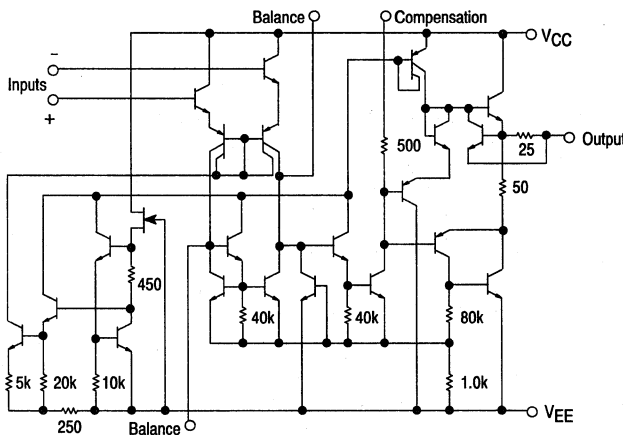 Balance
Compensation
VCC
−
Inputs
+
25
Output
500
50
450
40k
40k
80k
5k
20k
10k
1.0k
250
VEE
Balance